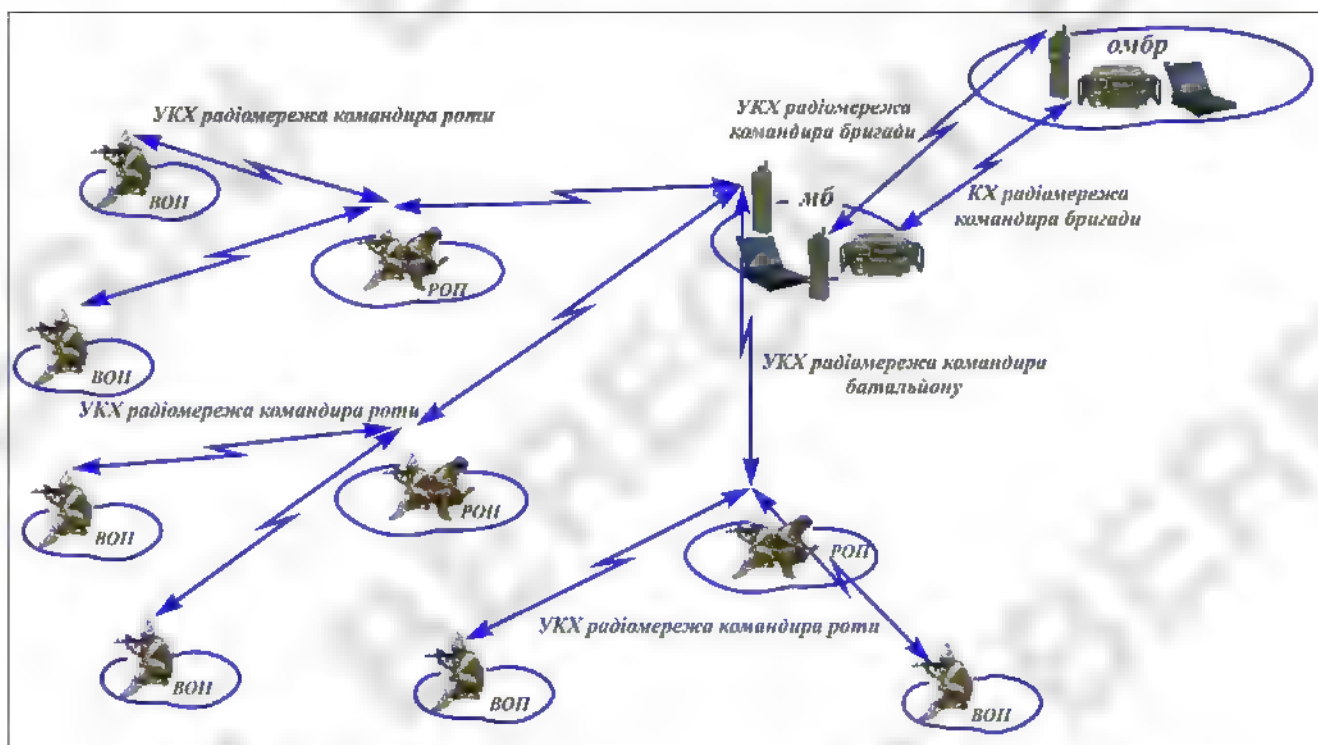 омбр
УКХ радіомережа
командира бригади
УКХ радіомережа командира роти
ВОП
мб
КХ радіомережа
командира бригади
РОП
ВОП
УКХ радіомережа командира
батальйону
УКХ радіомережа командира роти
РОП
ВОП
РОП
УКХ радіомережа командира роти
ВОП
ВОП
ВОП